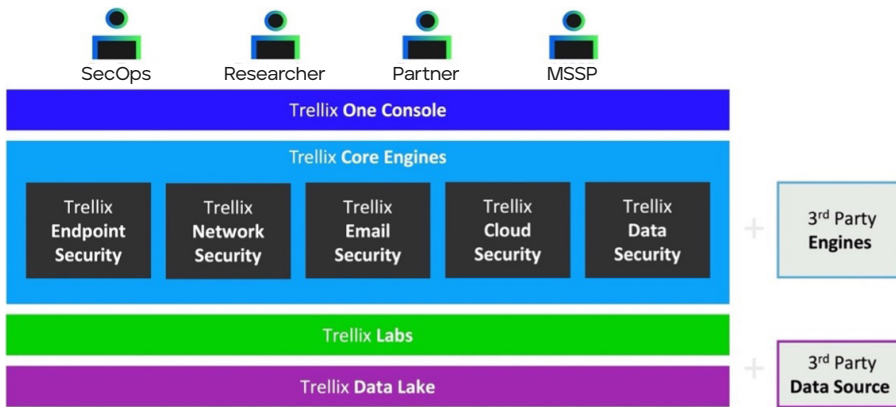 SecOps
Researcher
Partner
MSSP
Trellix One Console
Trellix Core Engines
Trellix
Endpoint
Security
Trellix
Network
Security
Trellix
Email
Security
Trellix
Cloud
Security
Trellix
Data
Security
+
3rd Party
Engines
Trellix Labs
Trellix Data Lake
+
3rd Party
Data Source